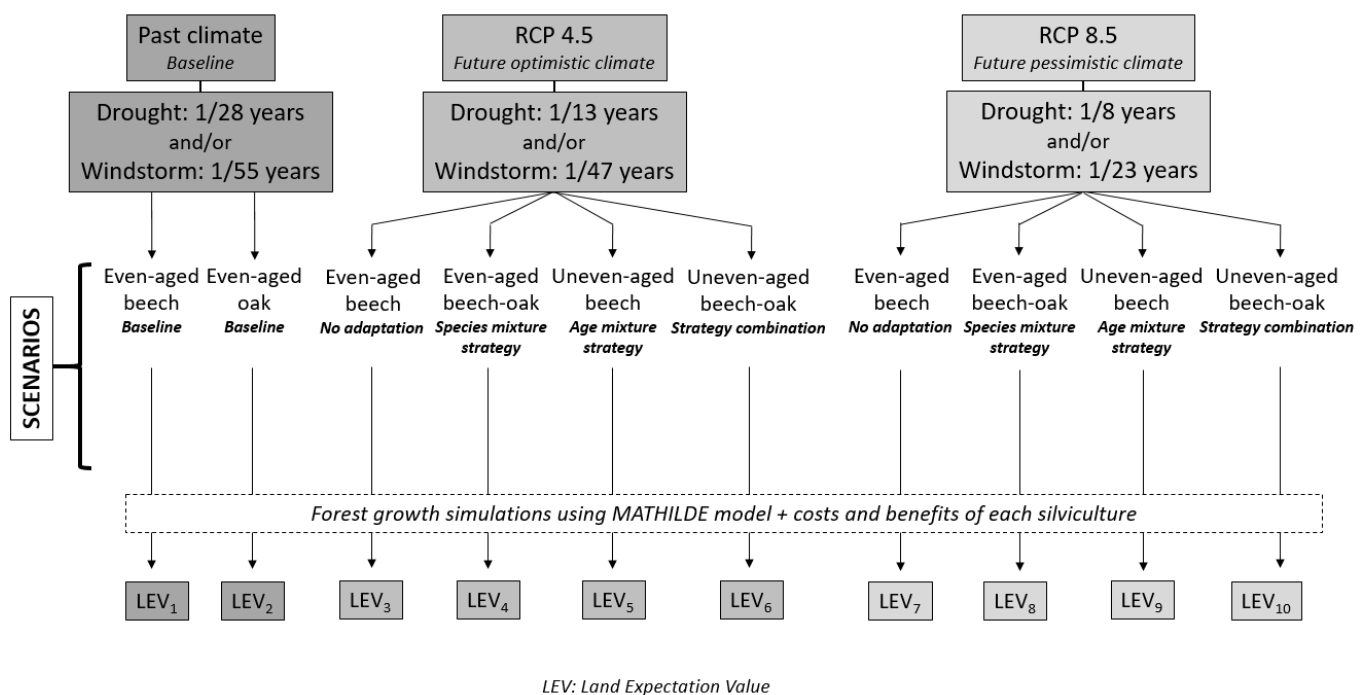 Past climate
Baseline
RCP 4.5
Future optimistic climate
RCP 8.5
Future pessimistic climate
Drought: 1/28 years
and/or
Windstorm: 1/55 years
Drought: 1/13 years
and/or
Windstorm: 1/47 years
Drought: 1/8 years
and/or
Windstorm: 1/23 years
SCENARIOS
Even-aged
beech
Baseline
Even-aged
oak
Baseline
Even-aged
beech
No adaptation
Even-aged
beech-oak
Species mixture
strategy
Uneven-aged
beech
Age mixture
strategy
Uneven-aged
beech-oak
Strategy combination
Even-aged
beech
No adaptation
Even-aged
beech-oak
Species mixture
strategy
Uneven-aged
beech
Age mixture
strategy
Uneven-aged
beech-oak
Strategy combination
Forest growth simulations using MATHILDE model + costs and benefits of each silviculture
LEV1
LEV2
LEV3
LEV4
LEV5
LEV6
LEV7
LEV8
LEV9
LEV10
LEV: Land Expectation Value